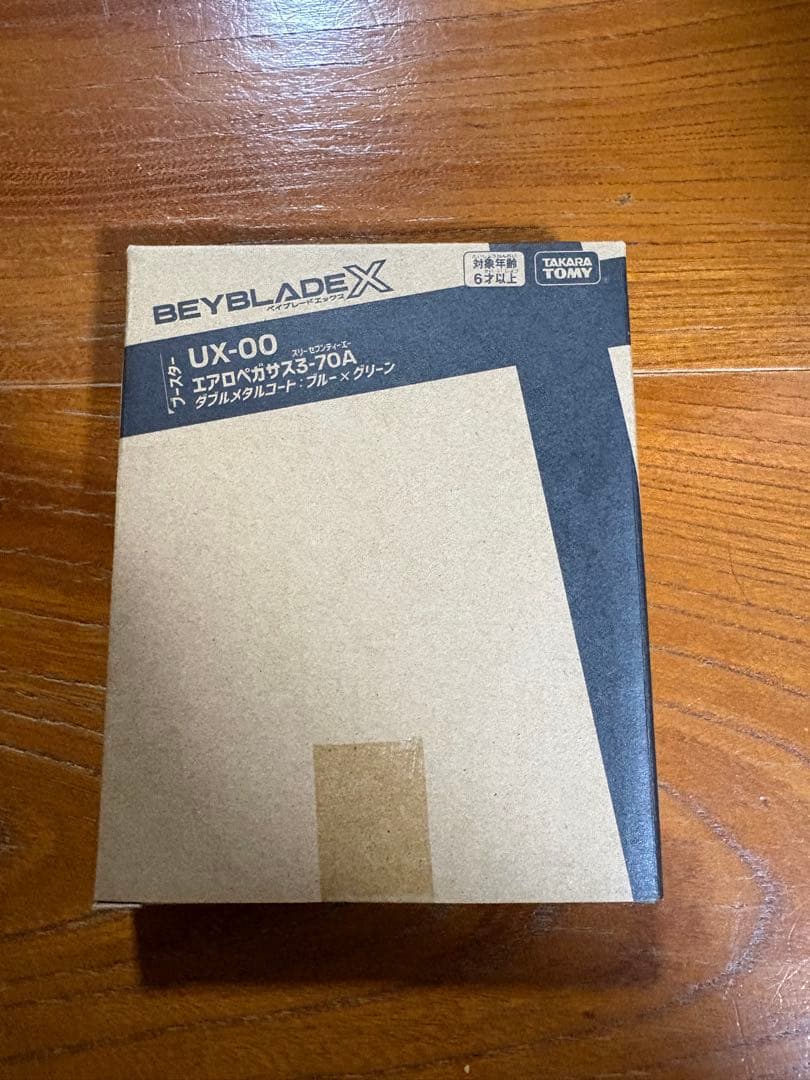 BEYBLADE X
ベイブレードエックス
対象年齢
6才以上
TAKARA
TOMY
ブースター
UX-00
スリーセブンティーエー
エアロペガサス3-70A
ダブルメタルコート:ブルー×グリーン